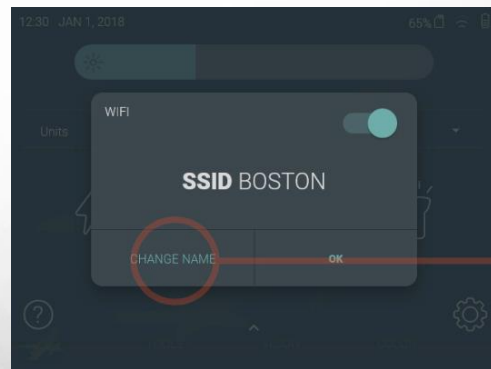 12:30 JAN 1, 2018 65%
WIFI
Units
SSID BOSTON
CHANGE NAME OK
?